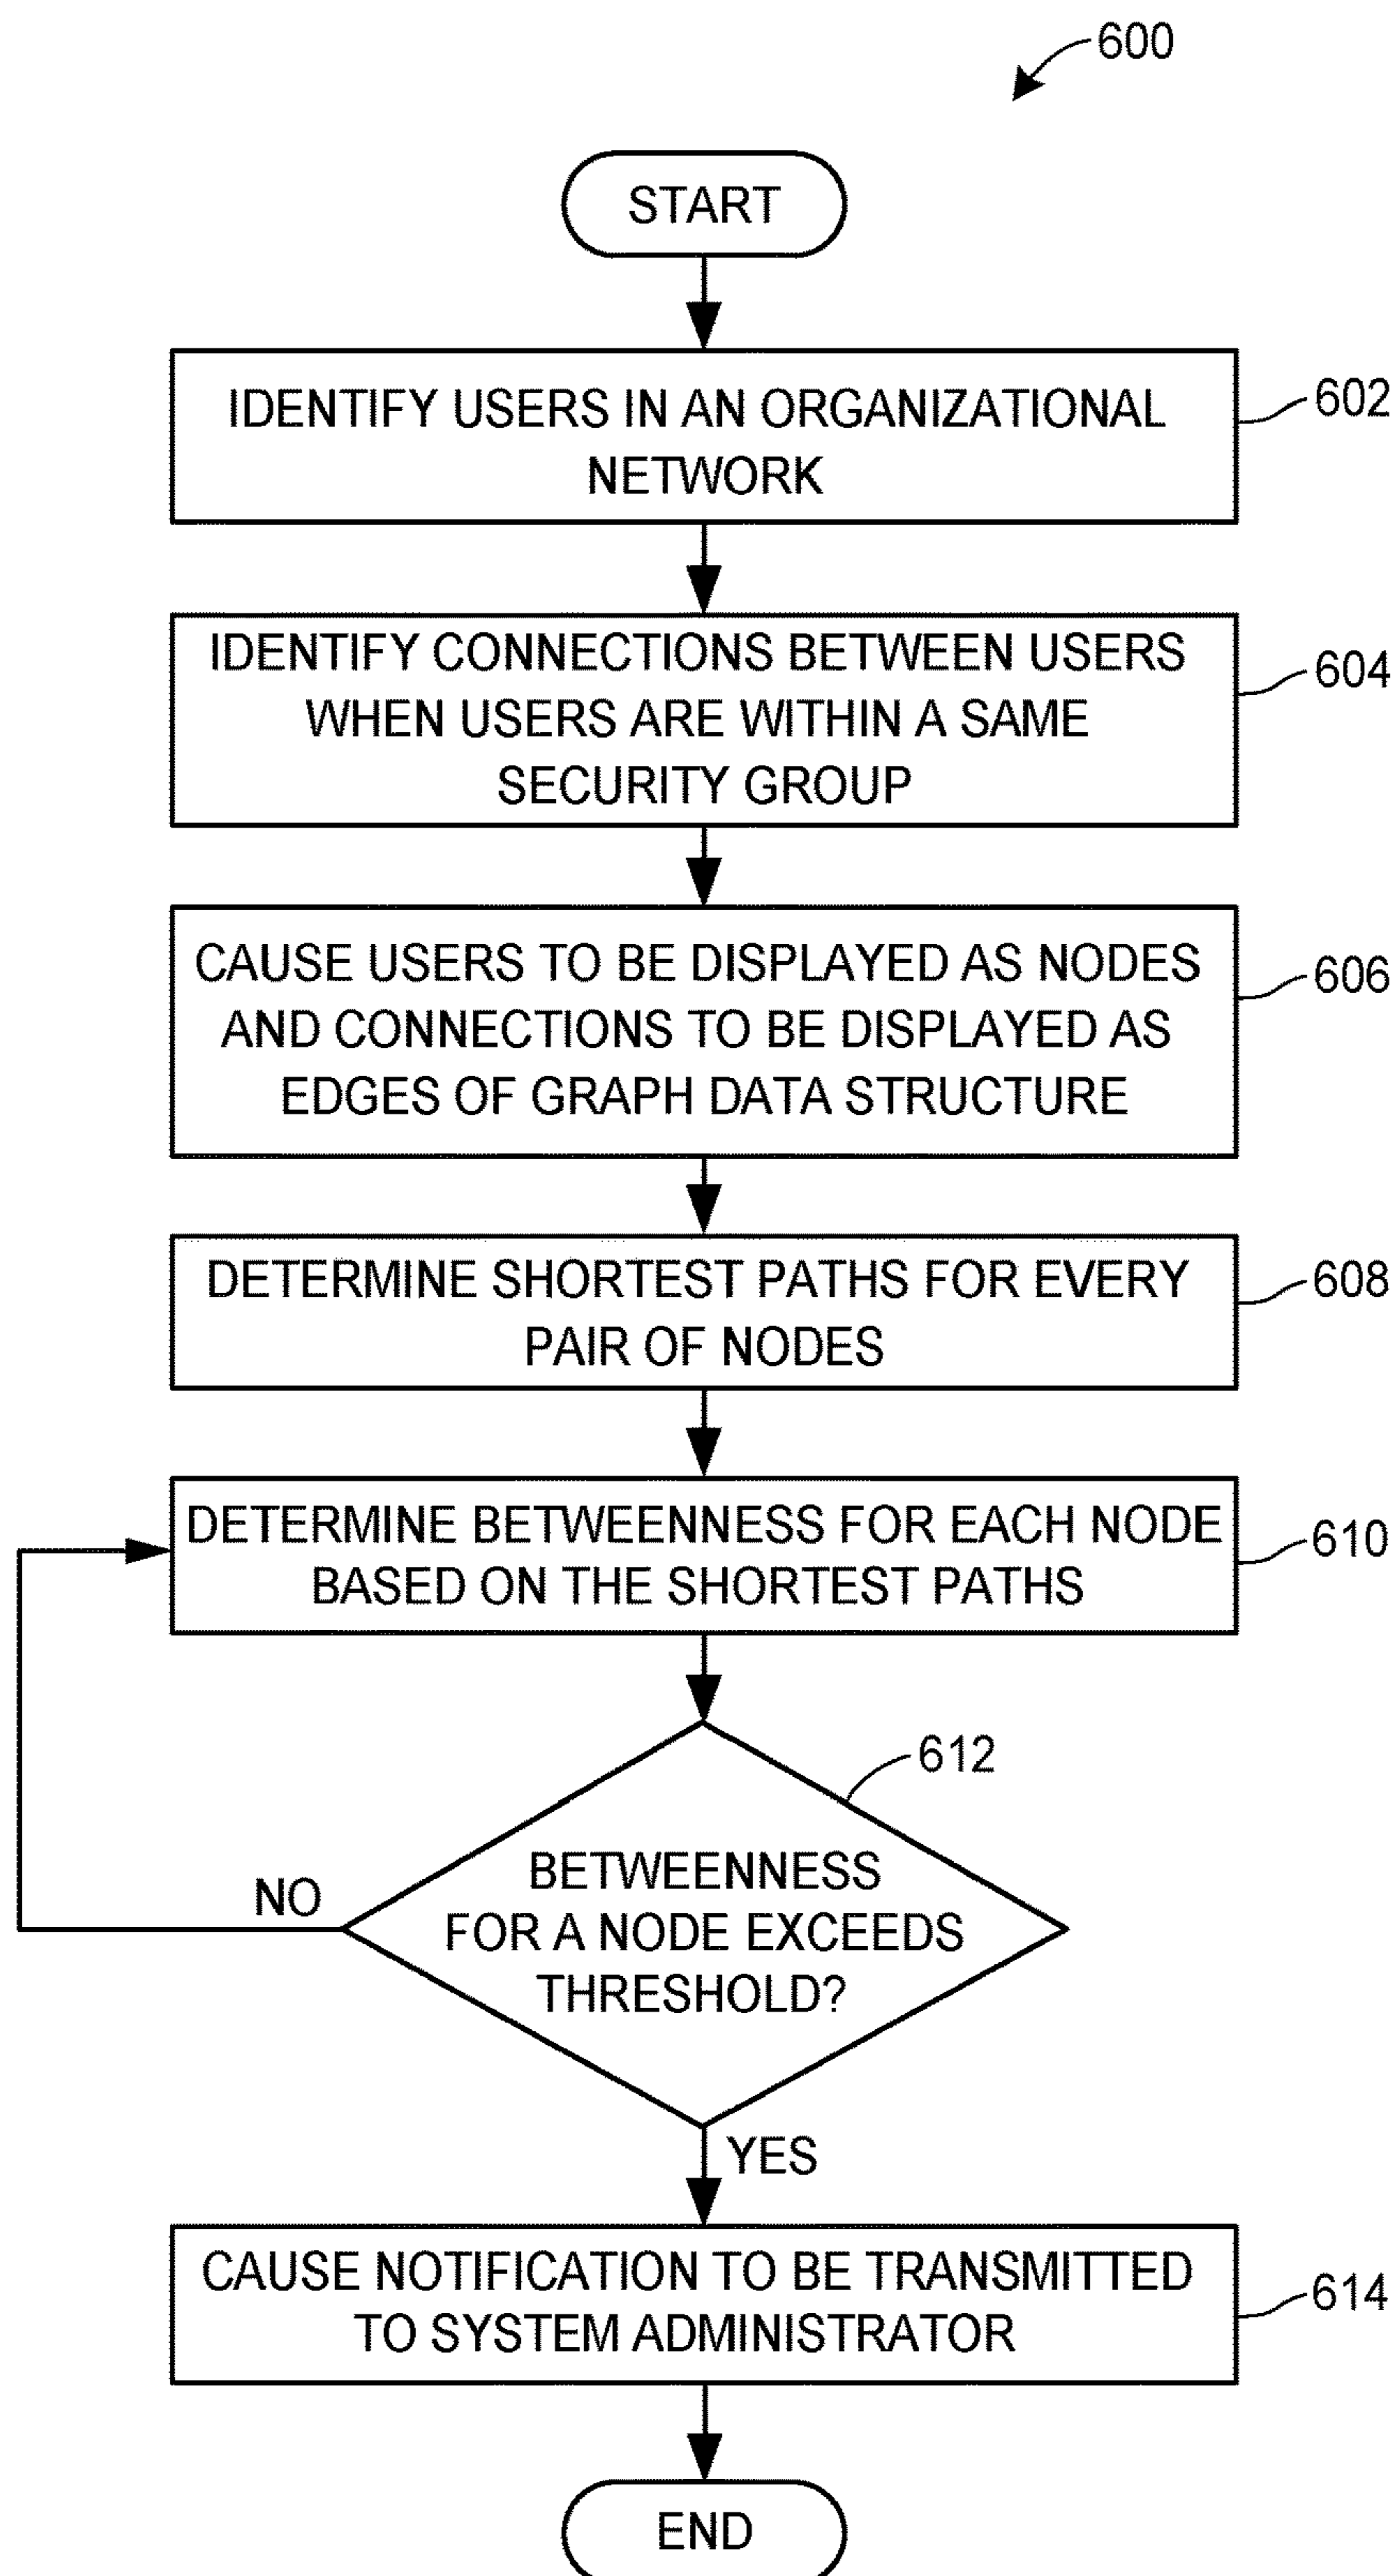 600
START
IDENTIFY USERS IN AN ORGANIZATIONAL
NETWORK
602
IDENTIFY CONNECTIONS BETWEEN USERS
WHEN USERS ARE WITHIN A SAME
SECURITY GROUP
604
CAUSE USERS TO BE DISPLAYED AS NODES
AND CONNECTIONS TO BE DISPLAYED AS
EDGES OF GRAPH DATA STRUCTURE
606
DETERMINE SHORTEST PATHS FOR EVERY
PAIR OF NODES
608
DETERMINE BETWEENNESS FOR EACH NODE
BASED ON THE SHORTEST PATHS
610
612
BETWEENNESS
FOR A NODE EXCEEDS
THRESHOLD?
NO
YES
CAUSE NOTIFICATION TO BE TRANSMITTED
TO SYSTEM ADMINISTRATOR
614
END